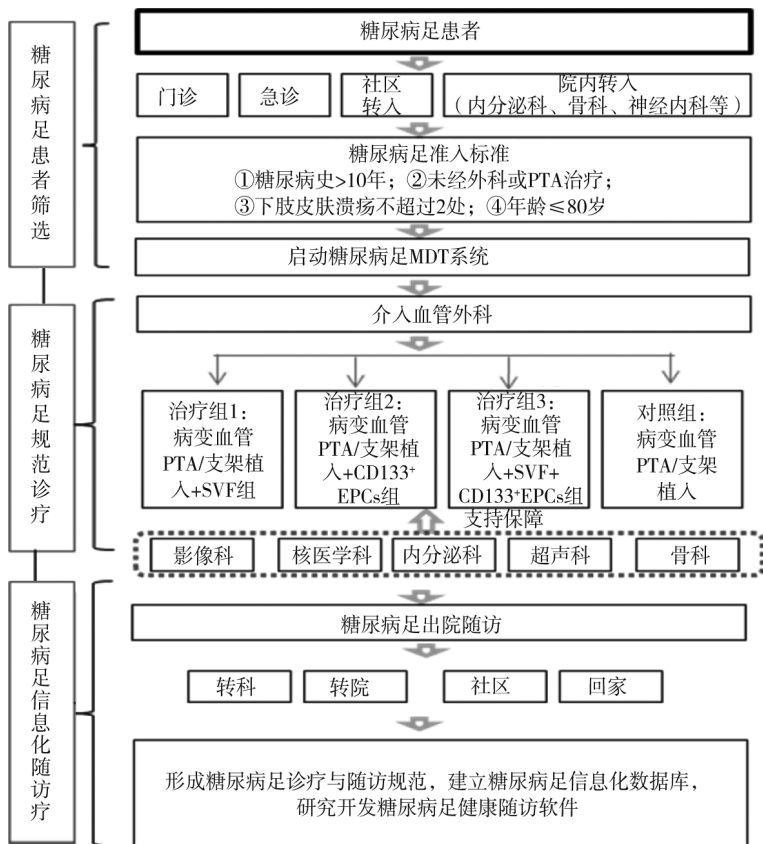 糖尿病足患者筛选
糖尿病足患者
门诊
急诊
社区
转入
院内转入
（内分泌科、骨科、神经内科等）
糖尿病足准入标准
①糖尿病史>10年；②未经外科或PTA治疗；
③下肢皮肤溃疡不超过2处；④年龄≤80岁
启动糖尿病足MDT系统
糖尿病足规范诊疗
介入血管外科
治疗组1：
病变血管
PTA/支架植
入+SVF组
治疗组2：
病变血管
PTA/支架植
入+CD133⁺
EPCs组
治疗组3：
病变血管
PTA/支架植
入+SVF+
CD133⁺EPCs组
对照组：
病变血管
PTA/支架
植入
支持保障
影像科
核医学科
内分泌科
超声科
骨科
糖尿病足信息化随访疗
糖尿病足出院随访
转科
转院
社区
回家
形成糖尿病足诊疗与随访规范，建立糖尿病足信息化数据库，
研究开发糖尿病足健康随访软件